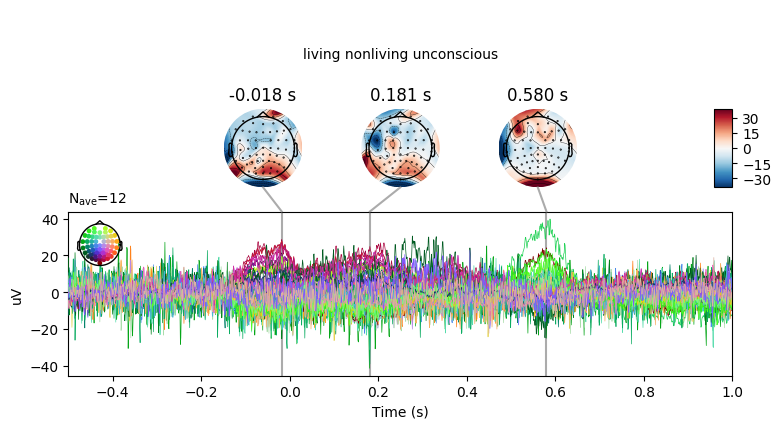 living nonliving unconscious
-0.018 s 0.181 s 0.580 s
30
15
0
−15
−30
Nave=12
40
20
0
−20
−40
uV
−0.4 −0.2 0.0 0.2 0.4 0.6 0.8 1.0
Time (s)